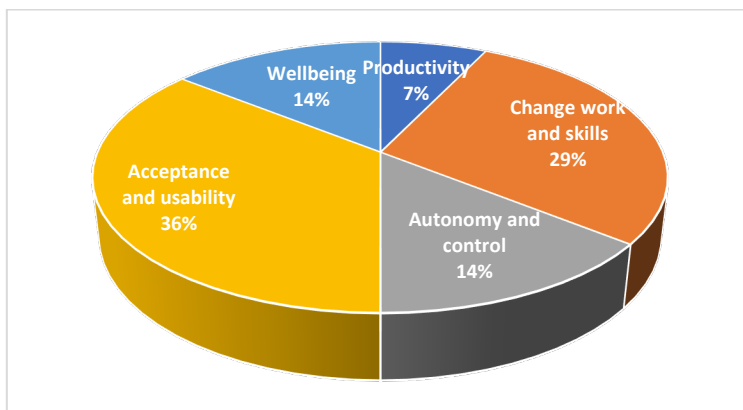 Productivity
7%
Change work
and skills
29%
Autonomy and
control
14%
Acceptance
and usability
36%
Wellbeing
14%